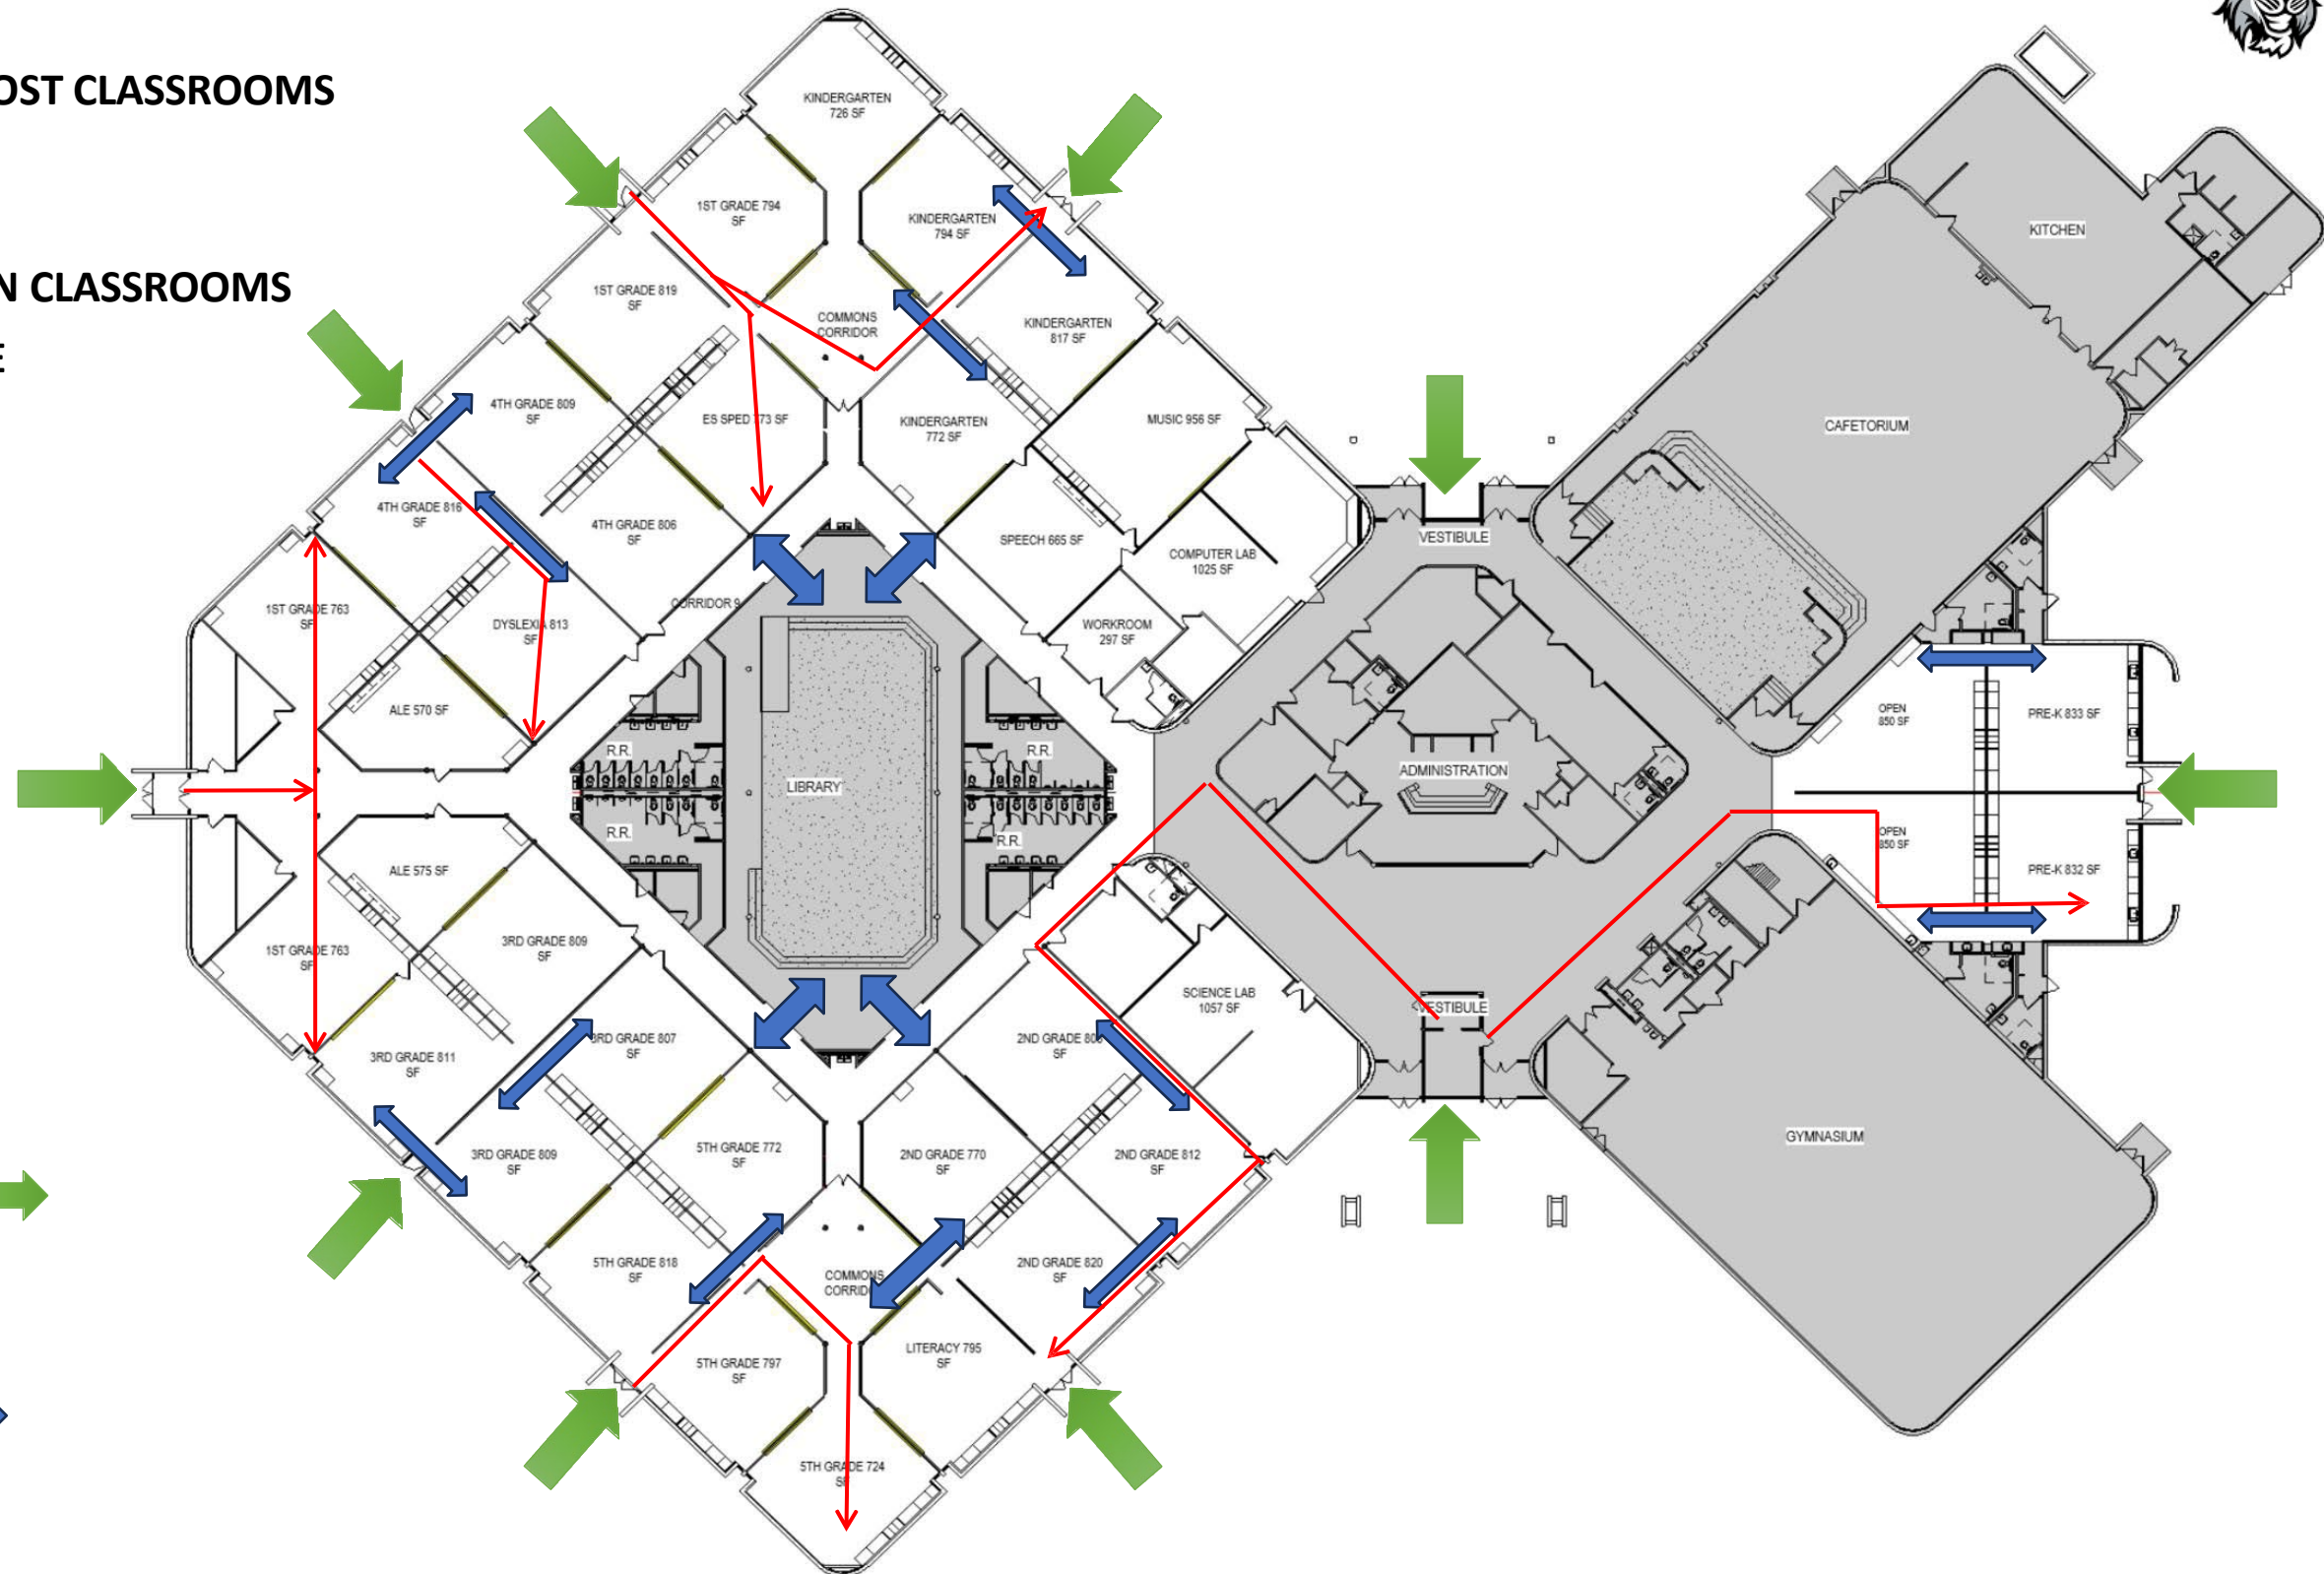 OST CLASSROOMS
N CLASSROOMS
E
KINDERGARTEN
726 SF
1ST GRADE 794
SF
KINDERGARTEN
794 SF
1ST GRADE 819
SF
COMMONS
CORRIDOR
KINDERGARTEN
817 SF
4TH GRADE 809
SF
ES SPED 773 SF
KINDERGARTEN
772 SF
MUSIC 956 SF
4TH GRADE 816
SF
4TH GRADE 806
SF
SPEECH 665 SF
COMPUTER LAB
1025 SF
1ST GRADE 763
SF
DYSLEXIA 813
SF
CORRIDOR 9
WORKROOM
297 SF
ALE 570 SF
R.R.
R.R.
LIBRARY
R.R.
R.R.
ALE 575 SF
3RD GRADE 809
SF
1ST GRADE 763
SF
3RD GRADE 811
SF
3RD GRADE 807
SF
2ND GRADE
SF
SCIENCE LAB
1057 SF
3RD GRADE 809
SF
5TH GRADE 772
SF
2ND GRADE 770
SF
2ND GRADE 812
SF
5TH GRADE 818
SF
COMMONS
CORRID
2ND GRADE 820
SF
5TH GRADE 797
SF
LITERACY 795
SF
5TH GRADE 724
SF
VESTIBULE
ADMINISTRATION
VESTIBULE
KITCHEN
CAFETORIUM
OPEN
850 SF
PRE-K 833 SF
OPEN
850 SF
PRE-K 832 SF
GYMNASIUM